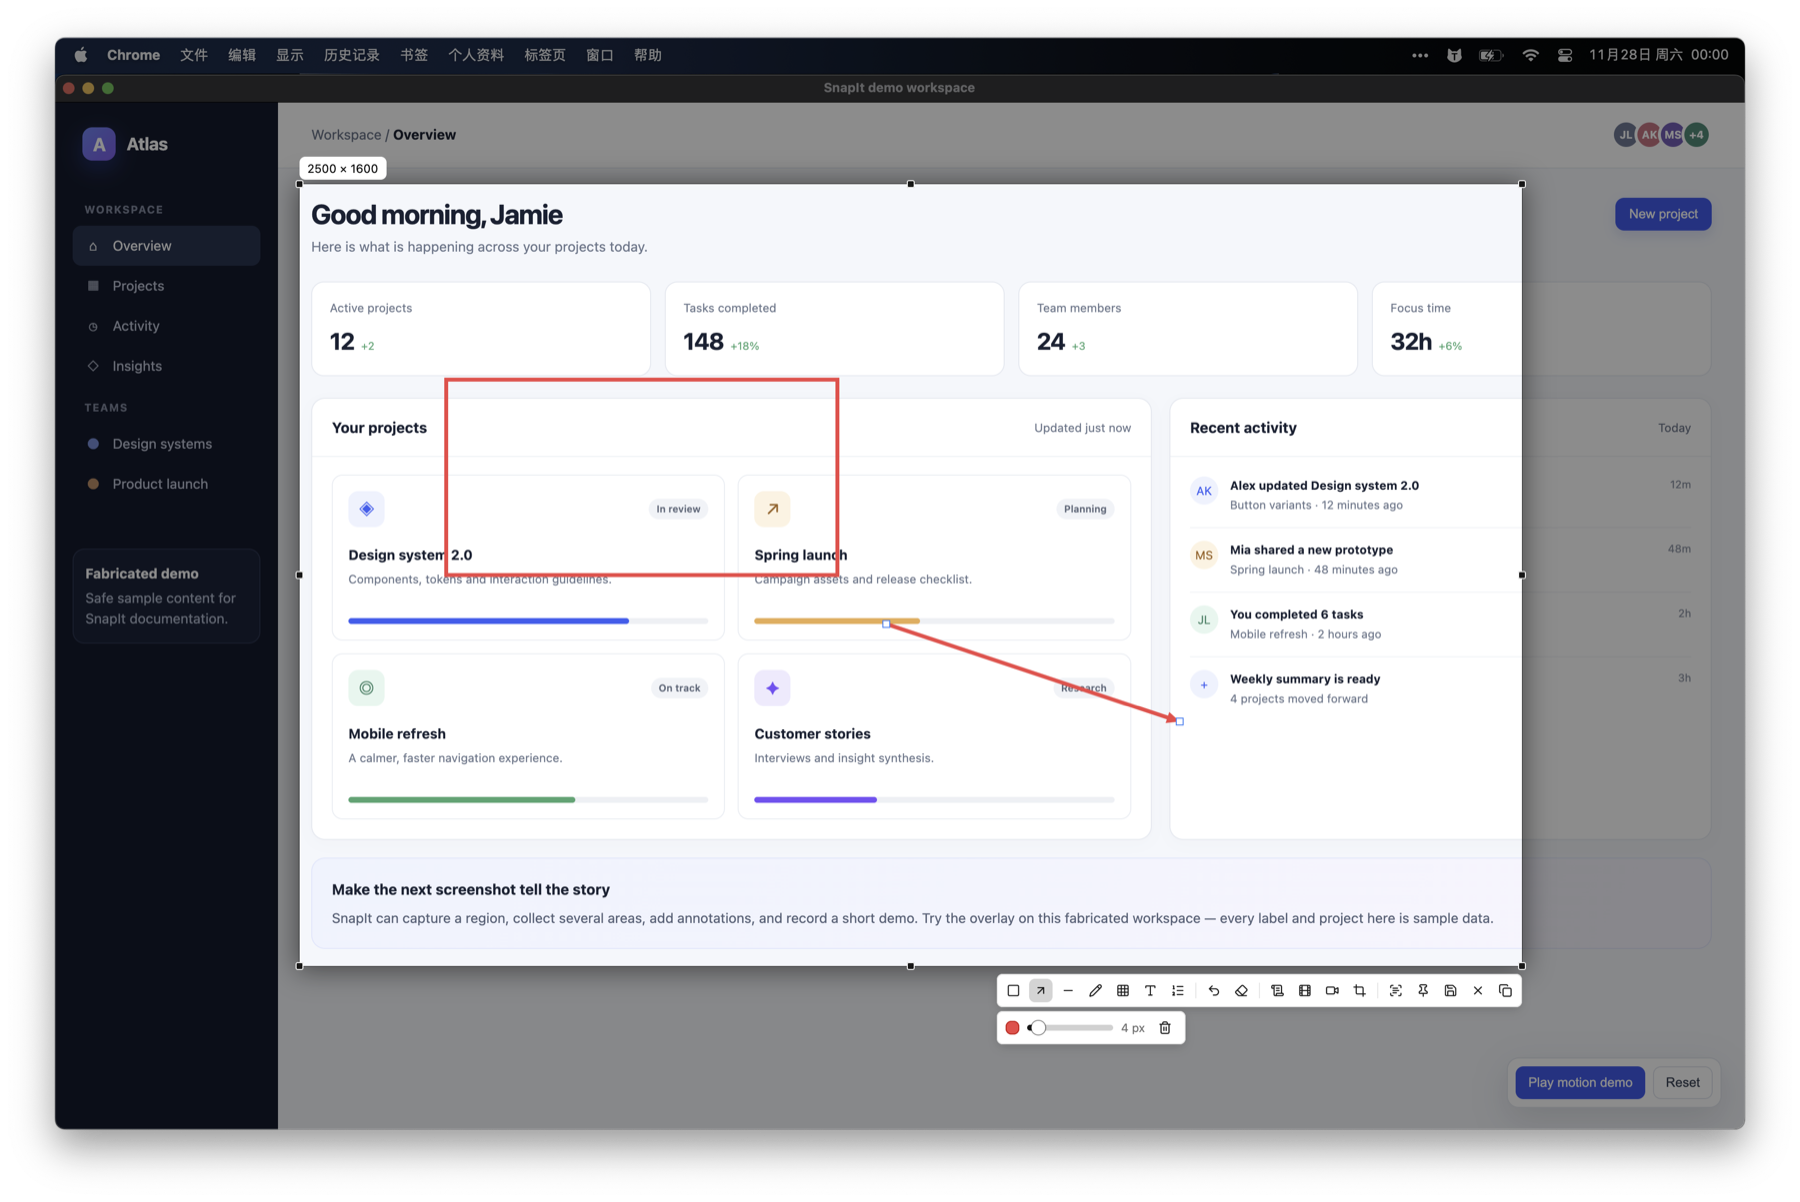 Chrome 文件 编辑 显示 历史记录 书签 个人资料 标签页 窗口 帮助 11月28日 周六 00:00
SnapIt demo workspace
A Atlas
WORKSPACE
Overview
Projects
Activity
Insights
TEAMS
Design systems
Product launch
Fabricated demo
Safe sample content for
SnapIt documentation.
Workspace / Overview
JL AK MS +4
2500 × 1600
Good morning, Jamie
New project
Here is what is happening across your projects today.
Active projects
12 +2
Tasks completed
148 +18%
Team members
24 +3
Focus time
32h +6%
Your projects
Updated just now
In review
Design system 2.0
Components, tokens and interaction guidelines.
Planning
Spring launch
Campaign assets and release checklist.
On track
Mobile refresh
A calmer, faster navigation experience.
Research
Customer stories
Interviews and insight synthesis.
Recent activity
Today
AK
Alex updated Design system 2.0
12m
Button variants · 12 minutes ago
MS
Mia shared a new prototype
48m
Spring launch · 48 minutes ago
JL
You completed 6 tasks
2h
Mobile refresh · 2 hours ago
Weekly summary is ready
3h
4 projects moved forward
Make the next screenshot tell the story
SnapIt can capture a region, collect several areas, add annotations, and record a short demo. Try the overlay on this fabricated workspace — every label and project here is sample data.
4 px
Play motion demo
Reset